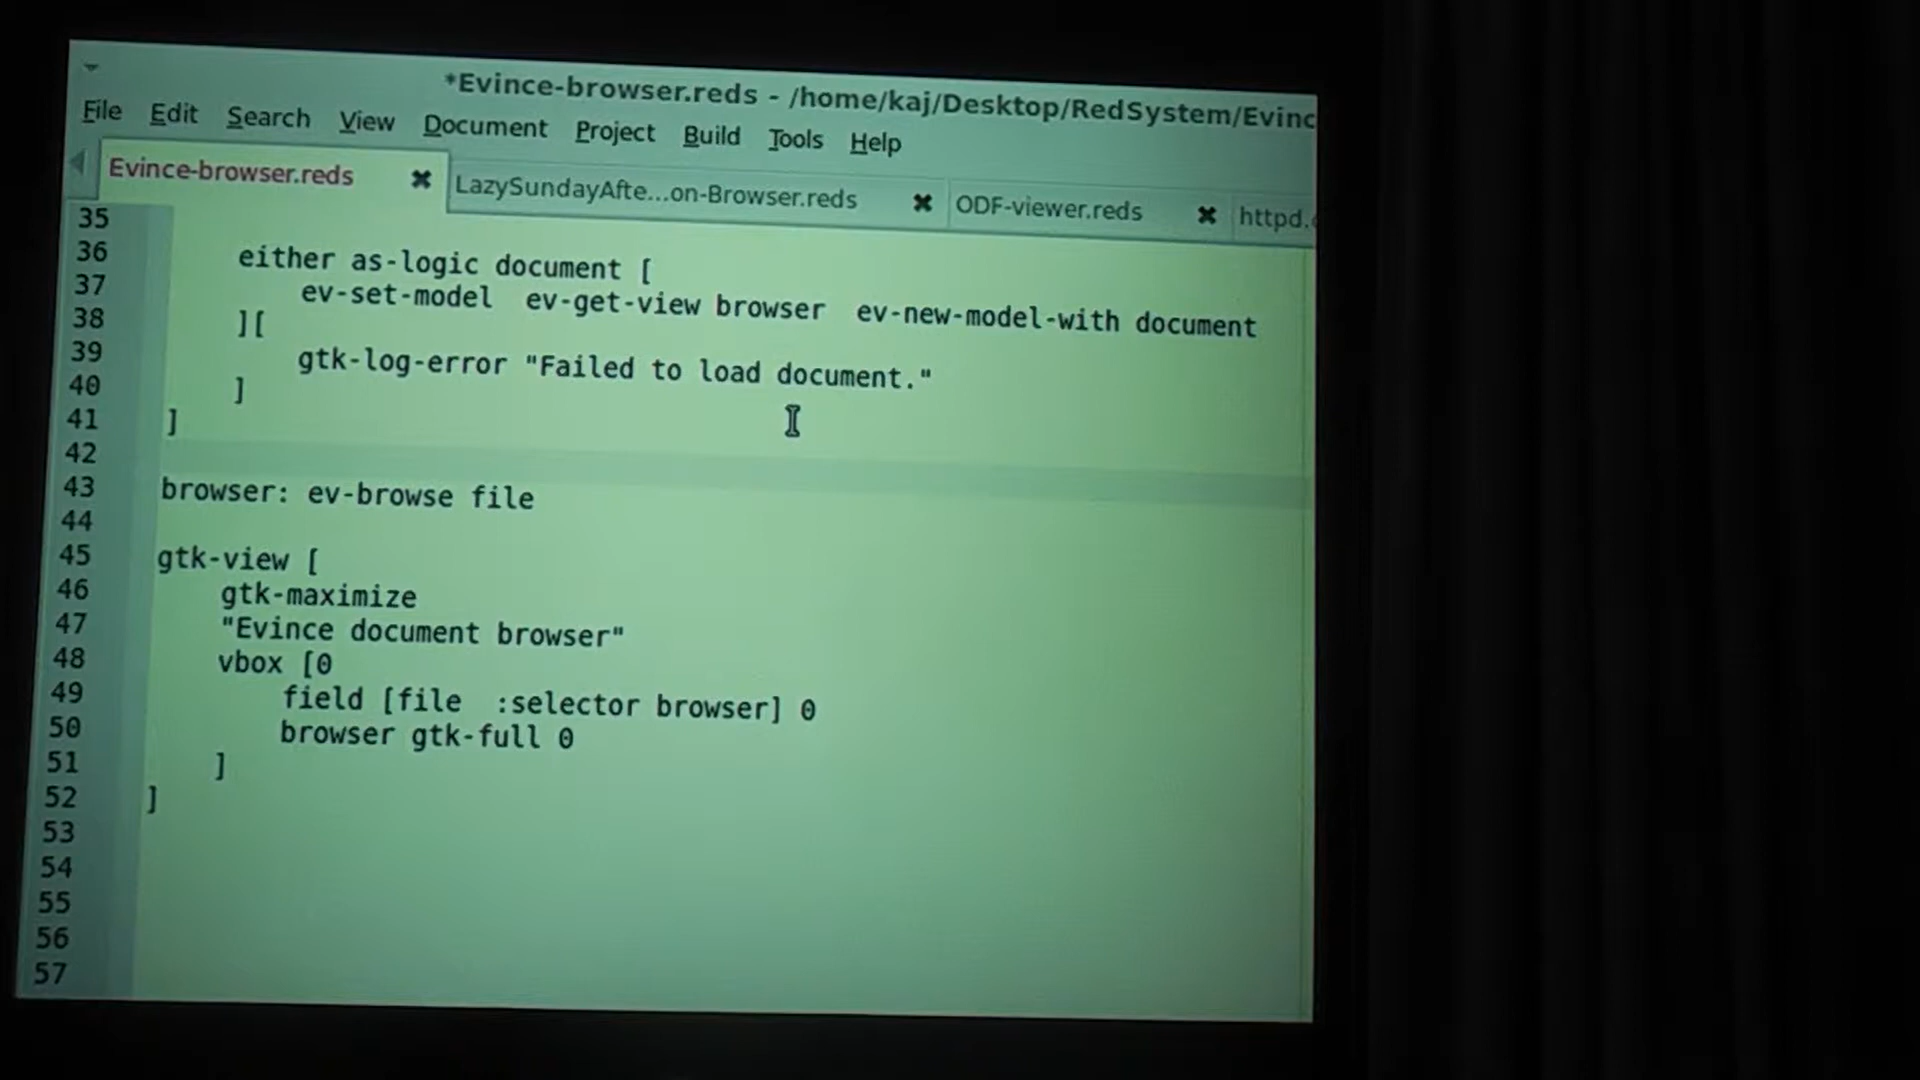 *Evince-browser.reds - /home/kaj/Desktop/RedSystem/Evinc
File Edit Search View Document Project Build Tools Help
Evince-browser.reds LazySundayAfte...on-Browser.reds ODF-viewer.reds httpd.
35
36 either as-logic document [
37 ev-set-model ev-get-view browser ev-new-model-with document
38 ][
39 gtk-log-error "Failed to load document."
40 ]
41 ]
42
43 browser: ev-browse file
44
45 gtk-view [
46 gtk-maximize
47 "Evince document browser"
48 vbox [0
49 field [file :selector browser] 0
50 browser gtk-full 0
51 ]
52 ]
53
54
55
56
57